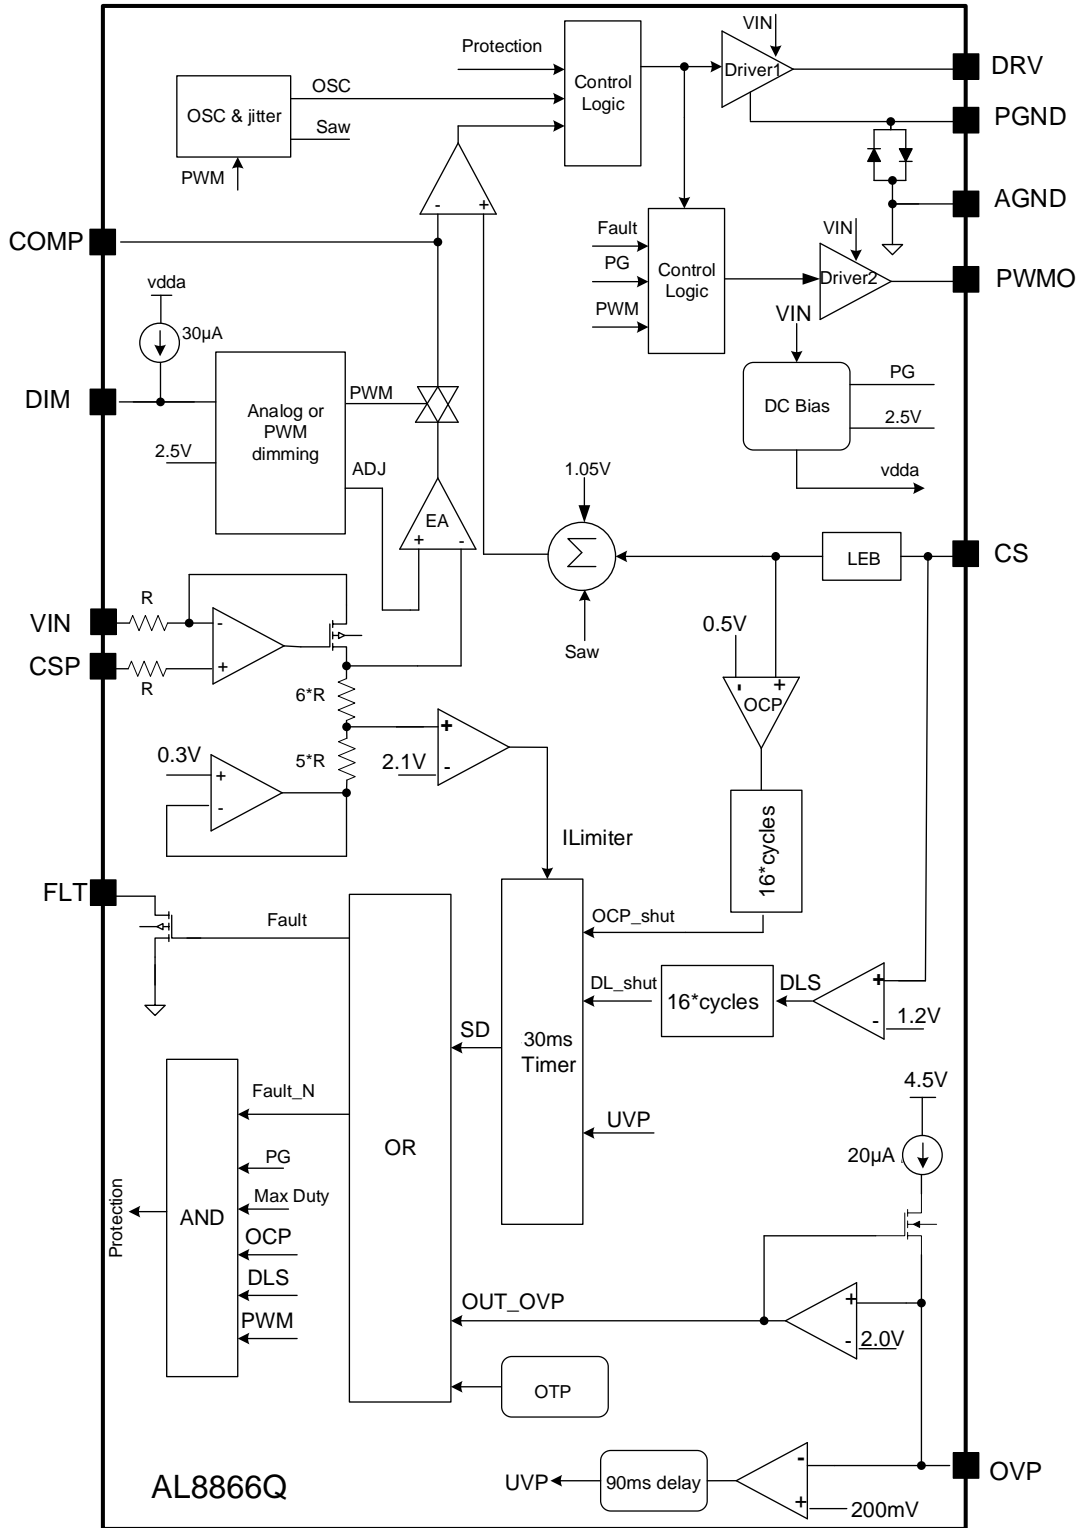 VIN
Protection
DRV
Driver1
Control
Logic
OSC
OSC & jitter
Saw
PWM
PGND
AGND
-
+
COMP
Fault
PG
PWM
Control
Logic
VIN
Driver2
PWMO
vdda
30µA
VIN
DIM
Analog or
PWM
dimming
PWM
2.5V
ADJ
DC Bias
PG
2.5V
vdda
1.05V
EA
+
-
Σ
LEB
CS
R
VIN
-
CSP
+
R
Saw
0.5V
-
+
OCP
6*R
5*R
0.3V
+
-
+
2.1V
-
ILimiter
16*cycles
FLT
Fault
OCP_shut
DL_shut
16*cycles
DLS
+
-
1.2V
SD
30ms
Timer
4.5V
Fault_N
UVP
OR
20µA
PG
Max Duty
AND
OCP
DLS
PWM
Protection
OUT_OVP
+
-
2.0V
OTP
AL8866Q
UVP
90ms delay
-
+
200mV
OVP